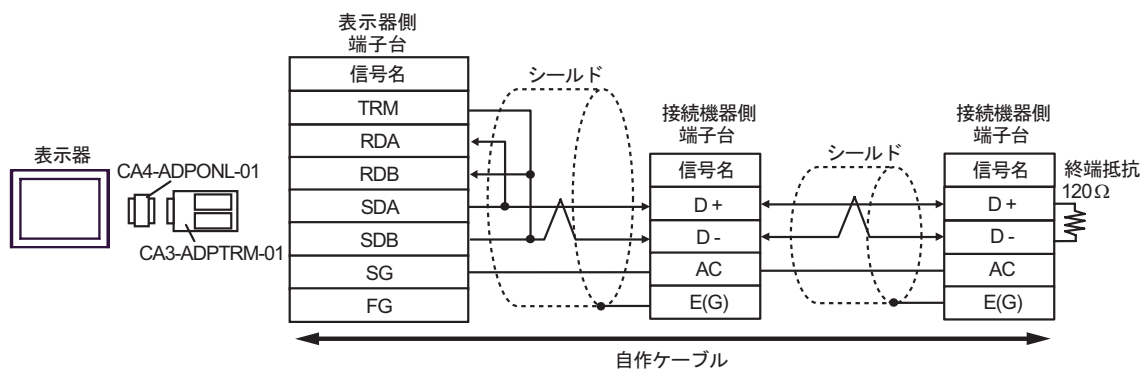 表示器
CA4-ADPONL-01
CA3-ADPTRM-01
表示器側
端子台
信号名
TRM
RDA
RDB
SDA
SDB
SG
FG
シールド
接続機器側
端子台
信号名
D+
D-
AC
E(G)
シールド
接続機器側
端子台
信号名
D+
D-
AC
E(G)
終端抵抗
120Ω
自作ケーブル